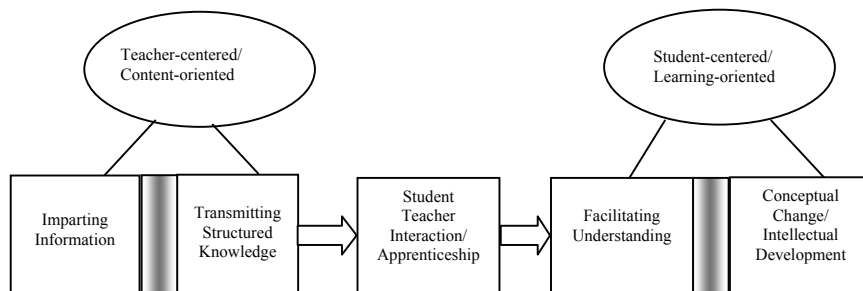 Teacher-centered/
Content-oriented
Student-centered/
Learning-oriented
Imparting
Information
Transmitting
Structured
Knowledge
Student
Teacher
Interaction/
Apprenticeship
Facilitating
Understanding
Conceptual
Change/
Intellectual
Development